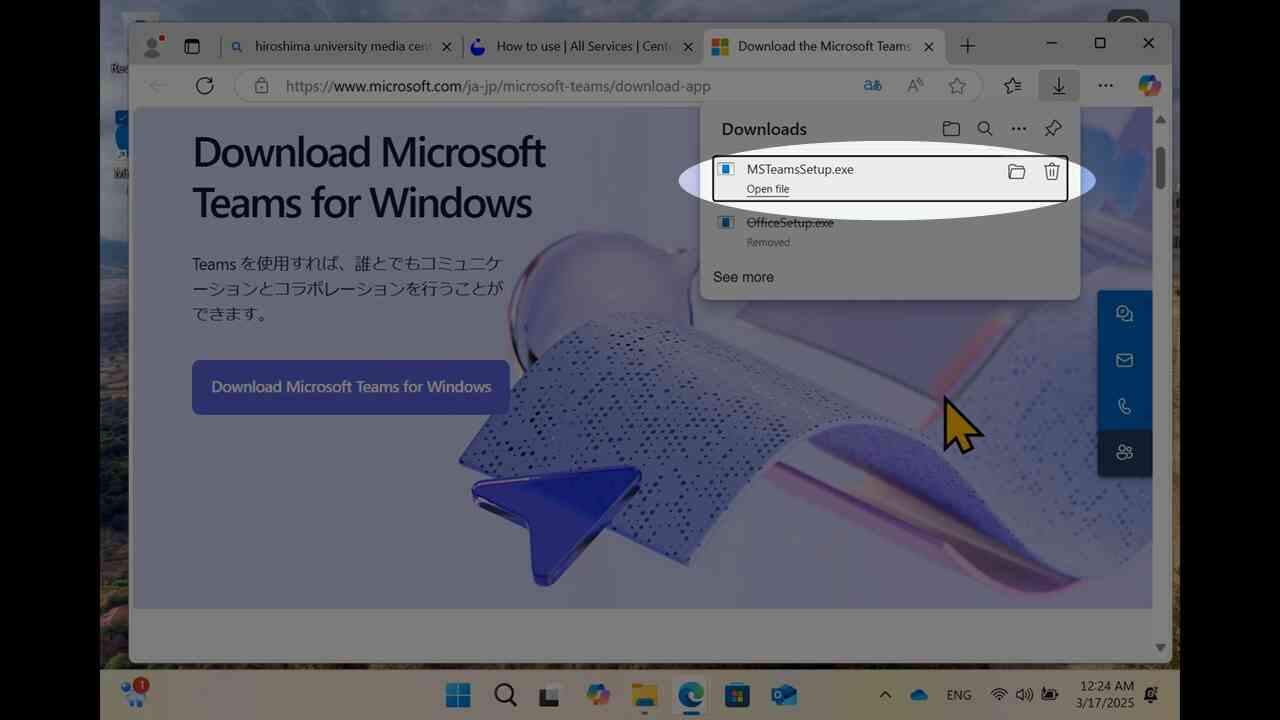 hiroshima university media cent
How to use | All Services | Cente
Download the Microsoft Teams
https://www.microsoft.com/ja-jp/microsoft-teams/download-app
Downloads
MSTeamsSetup.exe
Open file
OfficeSetup.exe
Removed
See more
Download Microsoft
Teams for Windows
Teams を使用すれば、誰とでもコミュニケ
ーションとコラボレーションを行うことが
できます。
Download Microsoft Teams for Windows
1
ENG
12:24 AM
3/17/2025